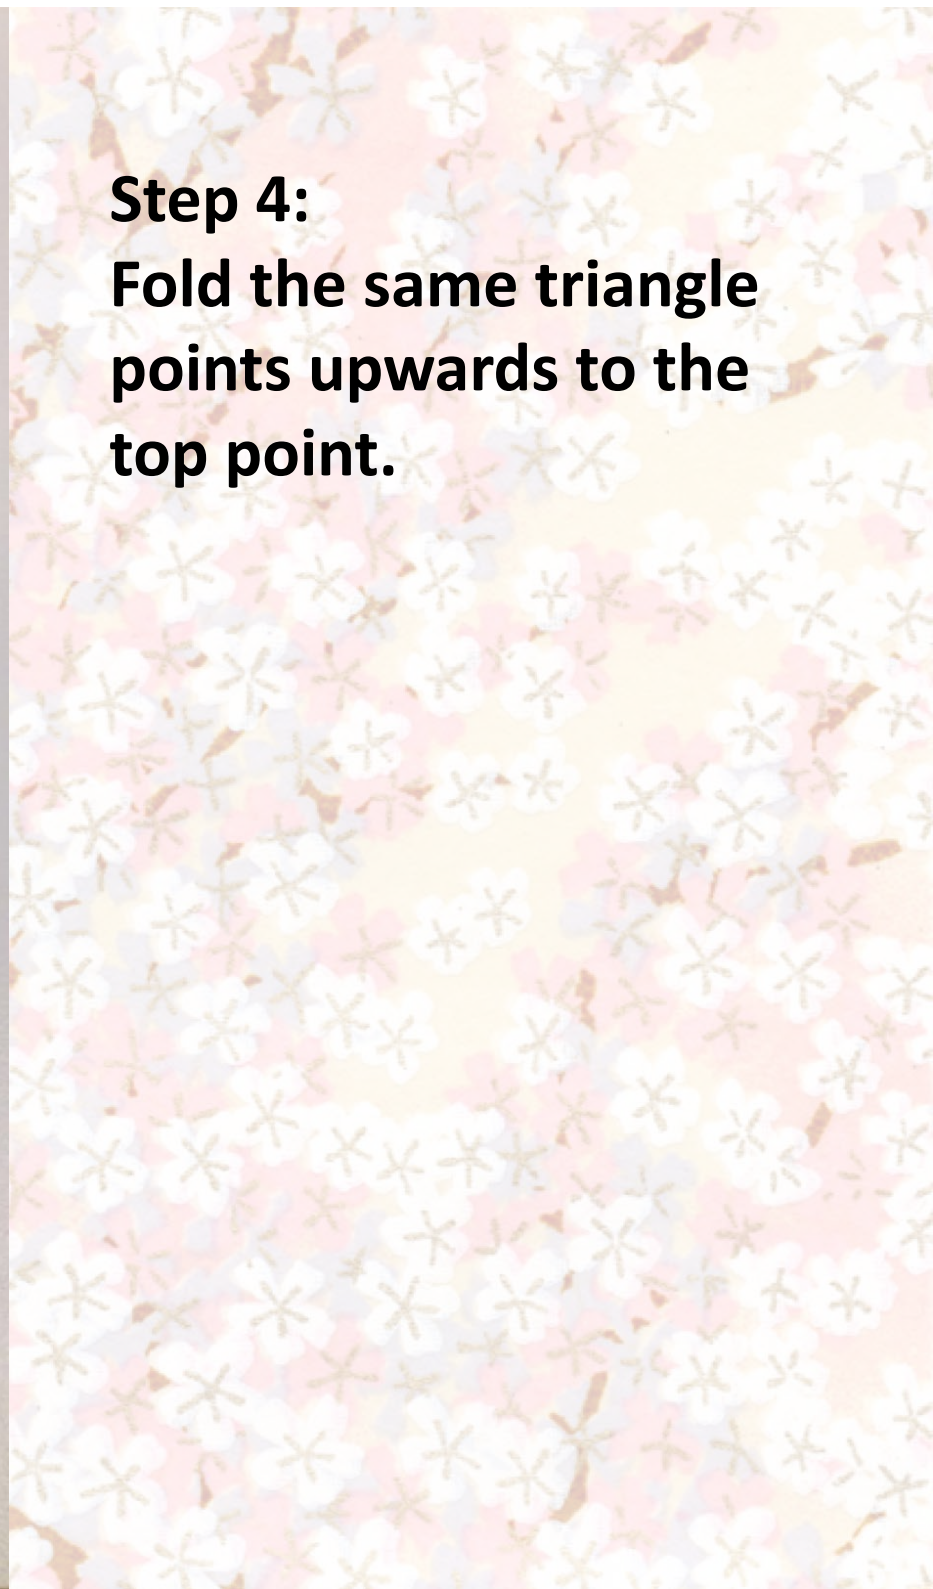 Step 4:
Fold the same triangle
points upwards to the
top point.